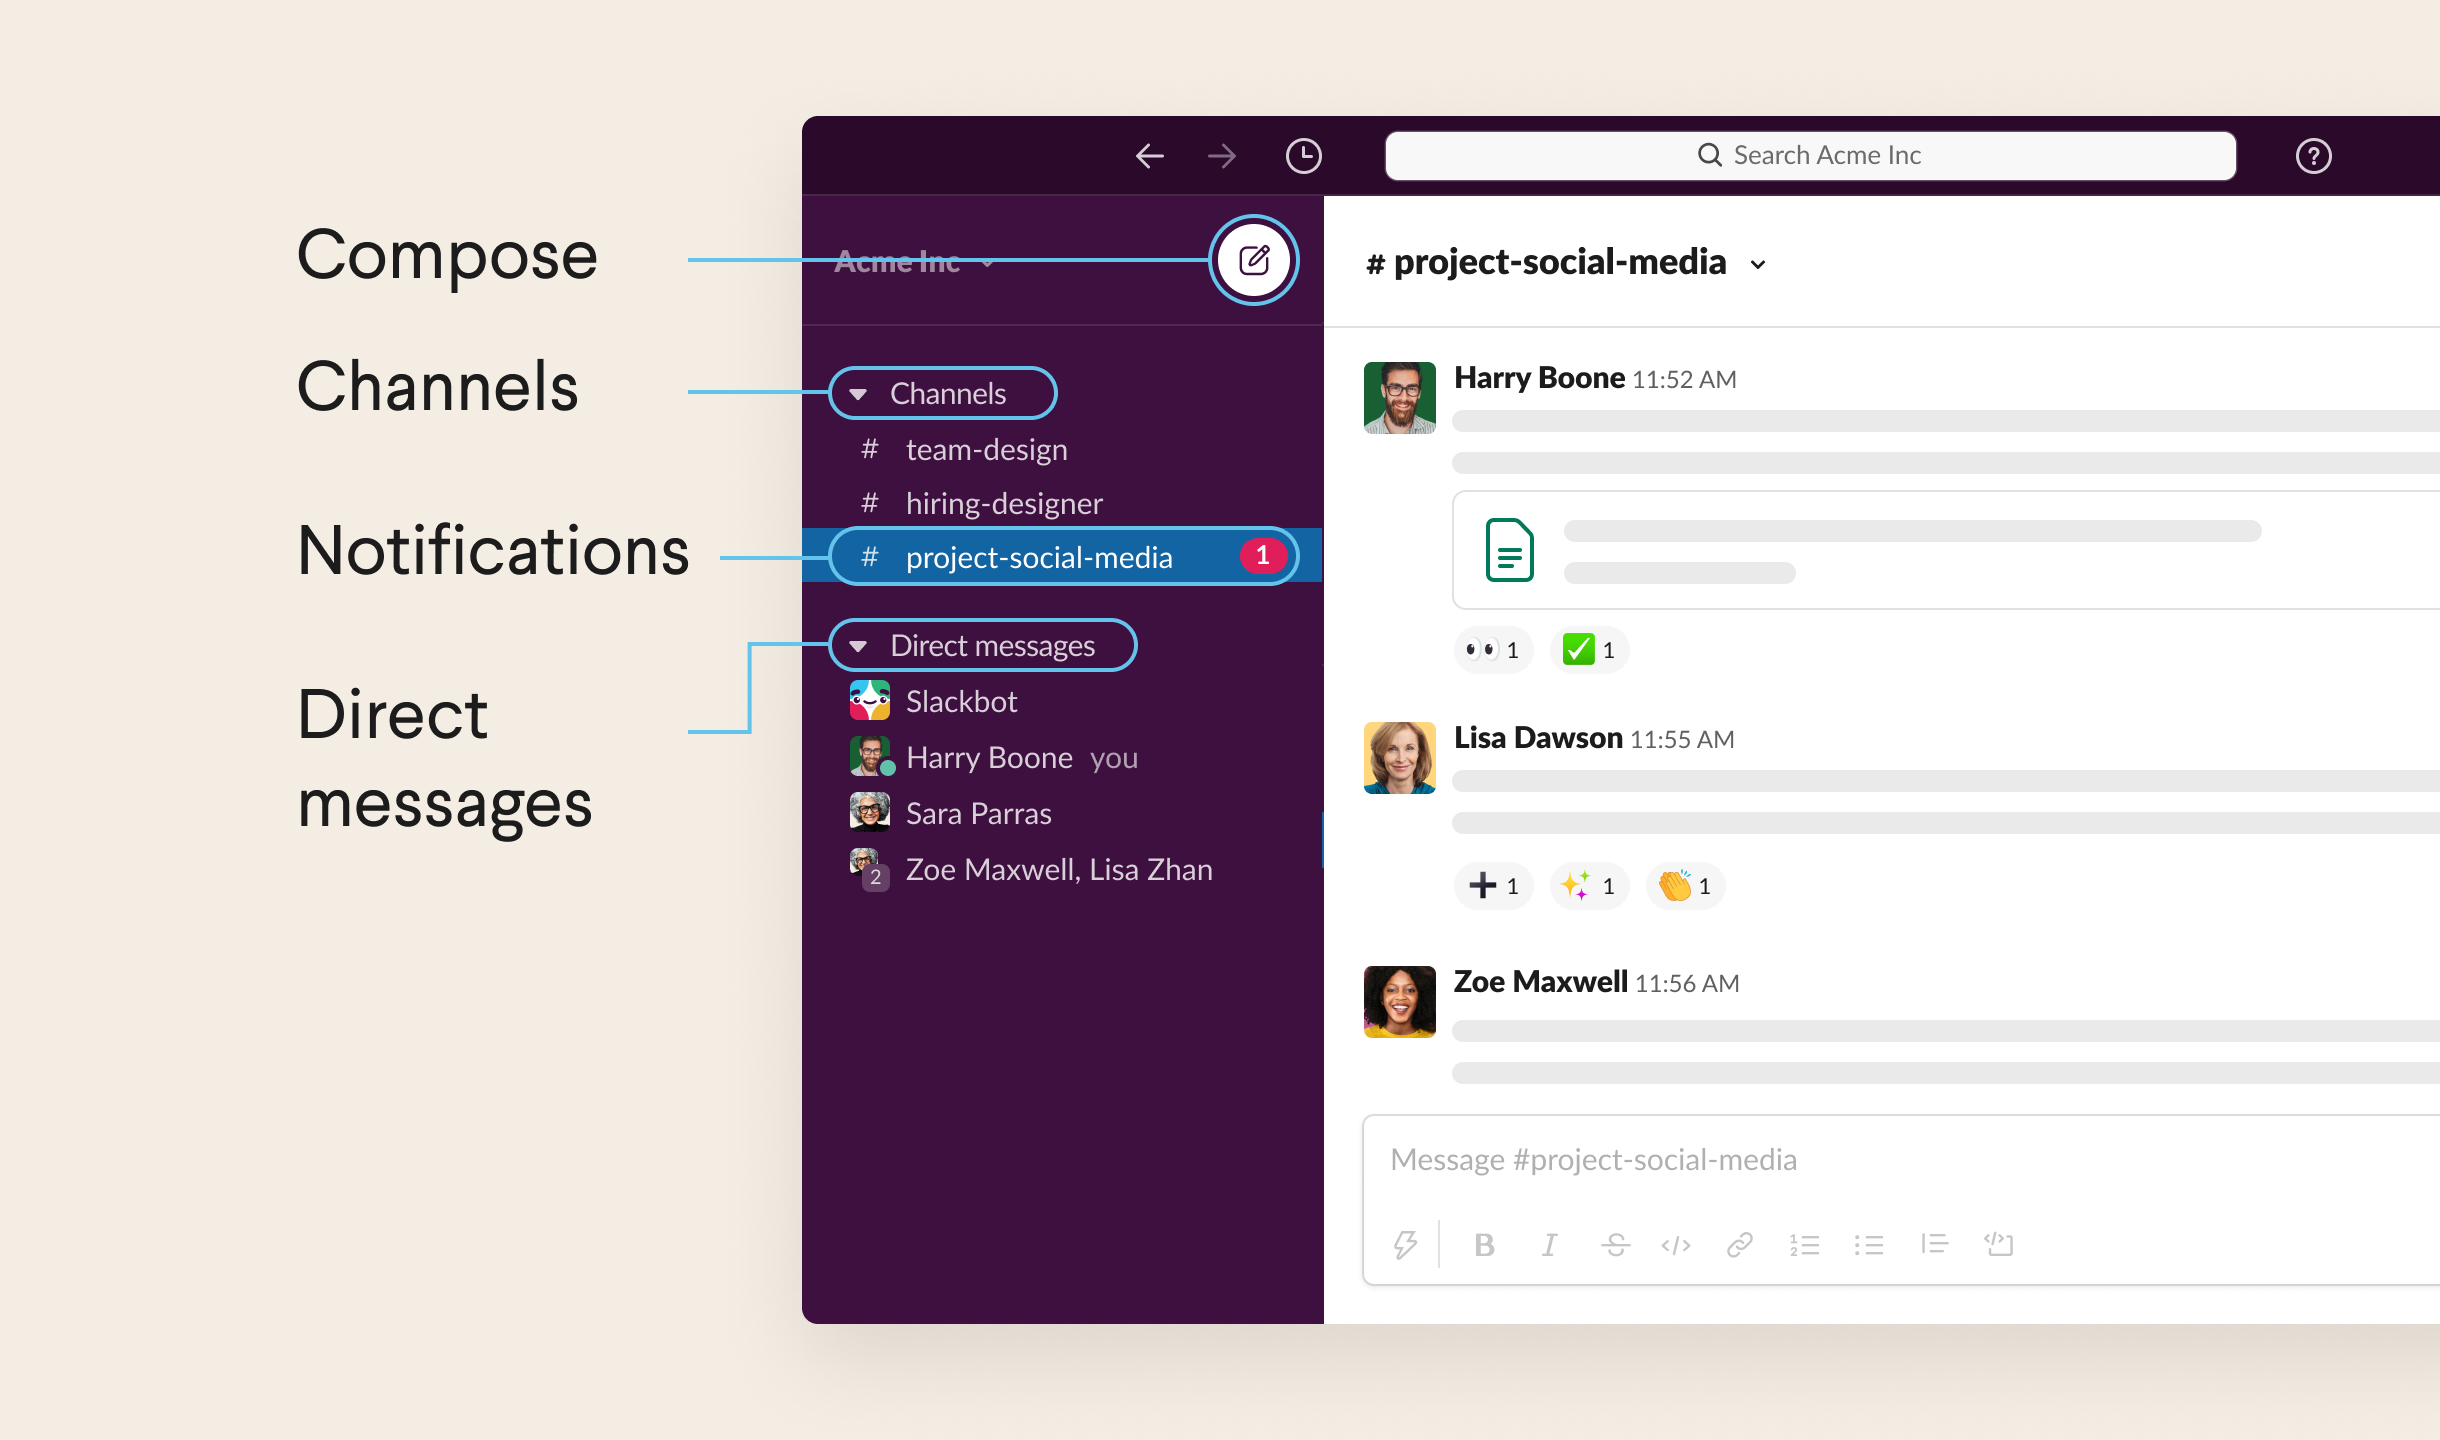 Search Acme Inc
Compose
Channels
Notifications
Direct
messages
Acme Inc
Channels
# team-design
# hiring-designer
# project-social-media 1
Direct messages
Slackbot
Harry Boone you
Sara Parras
2 Zoe Maxwell, Lisa Zhan
# project-social-media
Harry Boone 11:52 AM
1 1
Lisa Dawson 11:55 AM
1 1 1
Zoe Maxwell 11:56 AM
Message #project-social-media